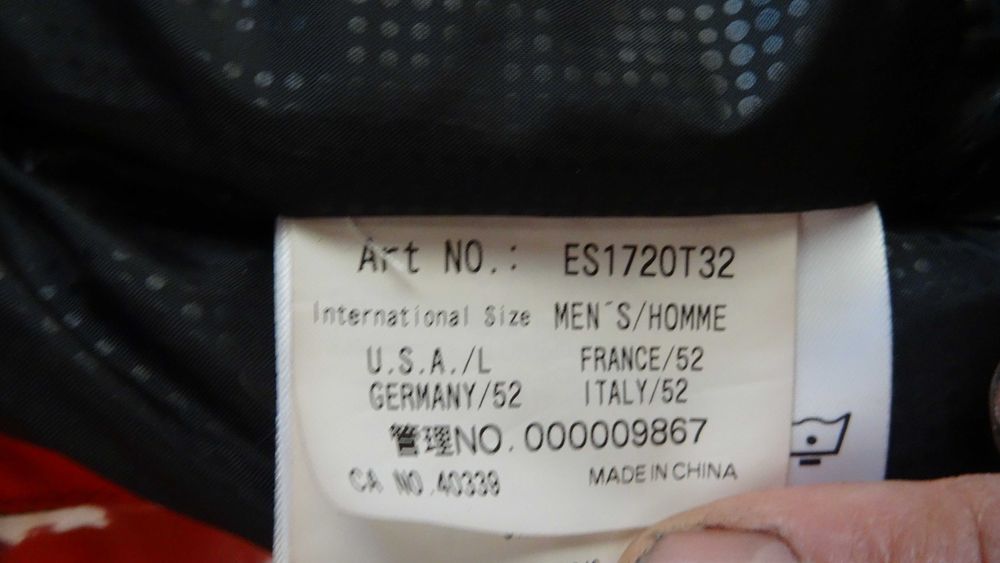 Art NO.: ES1720T32
International Size MEN´S/HOMME
U.S.A./L FRANCE/52
GERMANY/52 ITALY/52
管理NO. 000009867
CA NO.40339 MADE IN CHINA